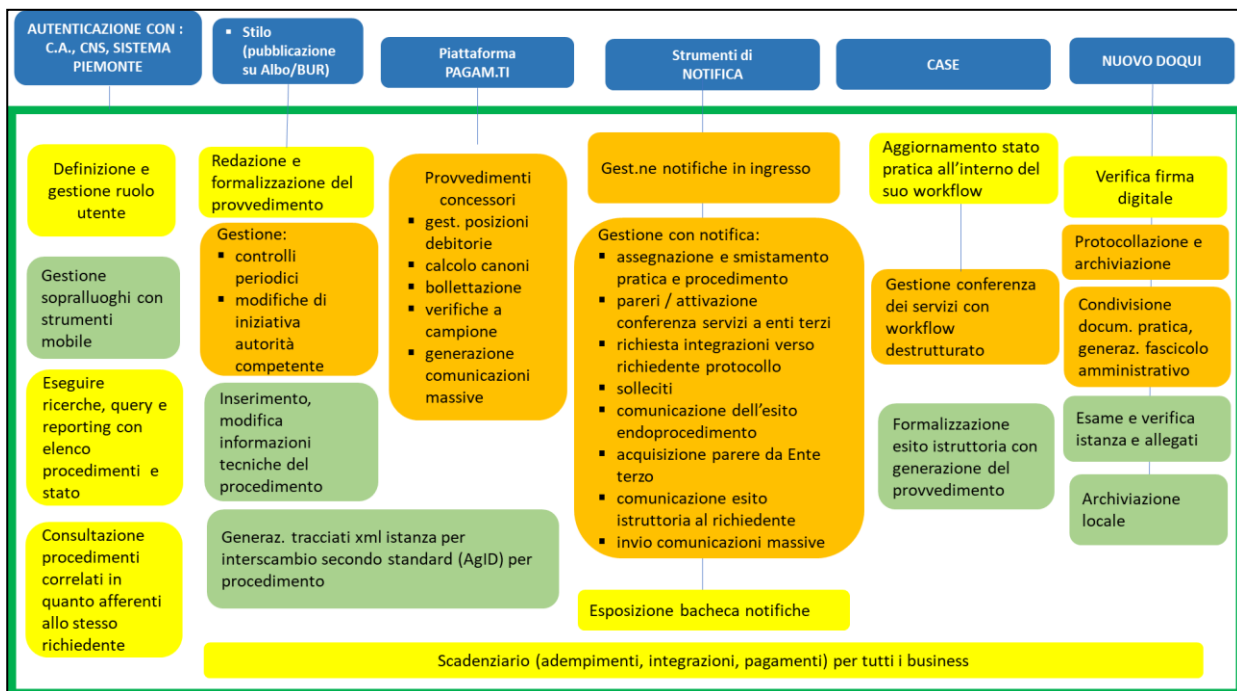 AUTENTICAZIONE CON :
C.A., CNS, SISTEMA
PIEMONTE
▪ Stilo
(pubblicazione
su Albo/BUR)
Piattaforma
PAGAM.TI
Strumenti di
NOTIFICA
CASE
NUOVO DOQUI
Definizione e
gestione ruolo
utente
Gestione
sopralluoghi con
strumenti
mobile
Eseguire
ricerche, query e
reporting con
elenco
procedimenti e
stato
Consultazione
procedimenti
correlati in
quanto afferenti
allo stesso
richiedente
Redazione e
formalizzazione del
provvedimento
Gestione:
▪ controlli
periodici
▪ modifiche di
iniziativa
autorità
competente
Inserimento,
modifica
informazioni
tecniche del
procedimento
Generaz. tracciati xml istanza per
interscambio secondo standard (AgID) per
procedimento
Provvedimenti
concessori
▪ gest. posizioni
debitorie
▪ calcolo canoni
▪ bollettazione
▪ verifiche a
campione
▪ generazione
comunicazioni
massive
Gest.ne notifiche in ingresso
Gestione con notifica:
▪ assegnazione e smistamento
pratica e procedimento
▪ pareri / attivazione
conferenza servizi a enti terzi
▪ richiesta integrazioni verso
richiedente protocollo
▪ solleciti
▪ comunicazione dell'esito
endoprocedimento
▪ acquisizione parere da Ente
terzo
▪ comunicazione esito
istruttoria al richiedente
▪ invio comunicazioni massive
Esposizione bacheca notifiche
Aggiornamento stato
pratica all'interno del
suo workflow
Gestione conferenza
dei servizi con
workflow
destrutturato
Formalizzazione
esito istruttoria con
generazione del
provvedimento
Verifica firma
digitale
Protocollazione e
archiviazione
Condivisione
docum. pratica,
generaz. fascicolo
amministrativo
Esame e verifica
istanza e allegati
Archiviazione
locale
Scadenziario (adempimenti, integrazioni, pagamenti) per tutti i business